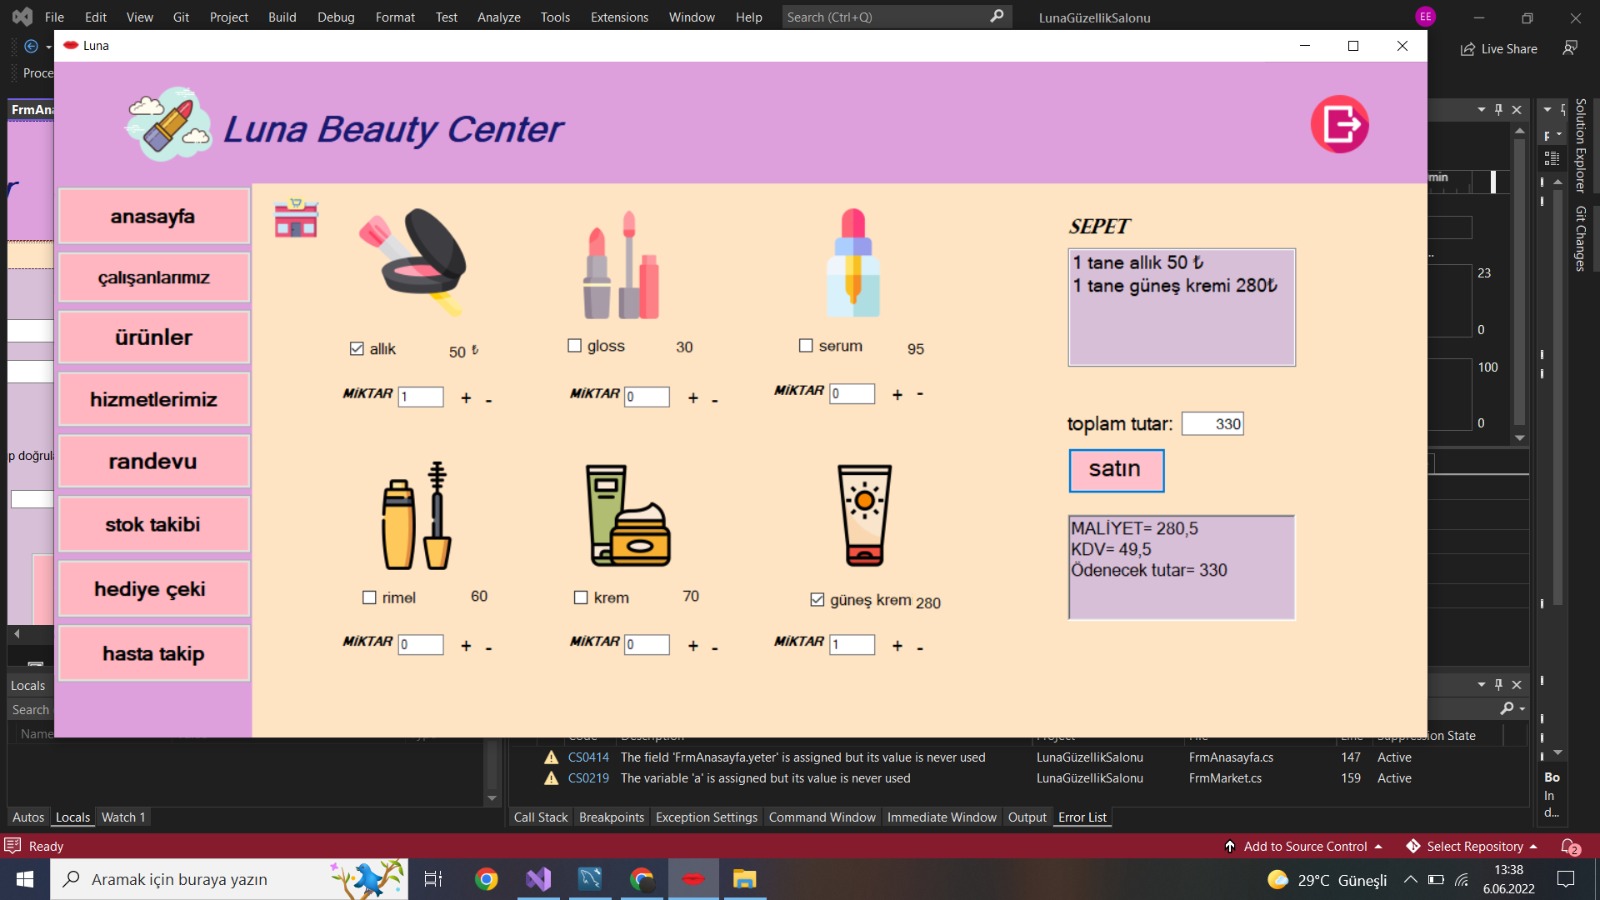 File Edit View Git Project Build Debug Format Test Analyze Tools Extensions Window Help Search (Ctrl+Q) LunaGüzellikSalonu EE
Live Share
Luna
Proce
FrmAna
Luna Beauty Center
Solution Explorer
Git Changes
min
anasayfa
çalışanlarımız
ürünler
hizmetlerimiz
randevu
stok takibi
hediye çeki
hasta takip
allık 50 ₺
MİKTAR 1 + -
gloss 30
MİKTAR 0 + -
serum 95
MİKTAR 0 + -
rimel 60
MİKTAR 0 + -
krem 70
MİKTAR 0 + -
güneş krem 280
MİKTAR 1 + -
SEPET
1 tane allık 50 ₺
1 tane güneş kremi 280₺
toplam tutar: 330
satın
MALİYET= 280,5
KDV= 49,5
Ödenecek tutar= 330
23
0
100
0
p doğrula
Locals
Search
Name
Code Description Project File Line Suppression State
CS0414 The field 'FrmAnasayfa.yeter' is assigned but its value is never used LunaGüzellikSalonu FrmAnasayfa.cs 147 Active
CS0219 The variable 'a' is assigned but its value is never used LunaGüzellikSalonu FrmMarket.cs 159 Active
Bo
In
d...
Autos Locals Watch 1
Call Stack Breakpoints Exception Settings Command Window Immediate Window Output Error List
Ready
Add to Source Control Select Repository 2
Aramak için buraya yazın
29°C Güneşli
13:38
6.06.2022